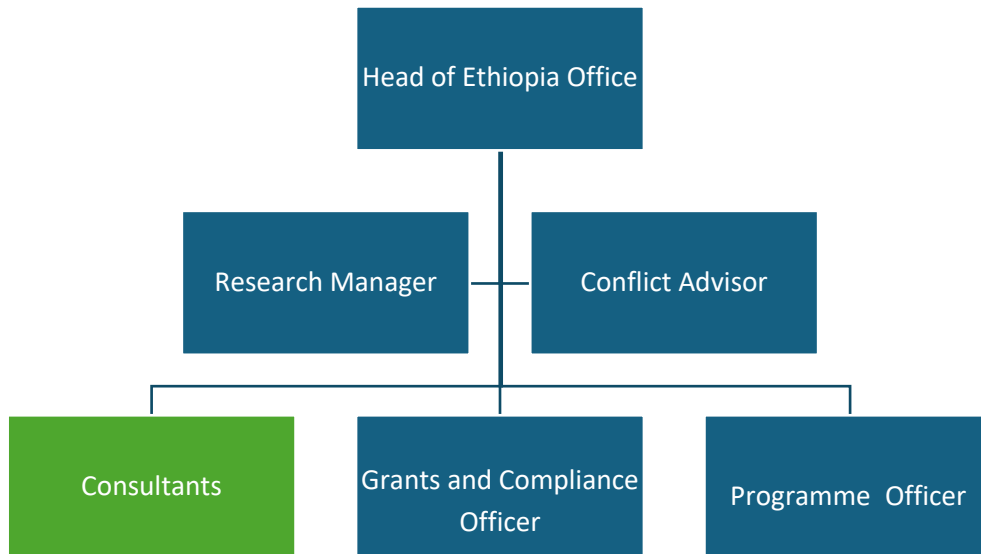 Head of Ethiopia Office
Research Manager
Conflict Advisor
Consultants
Grants and Compliance
Officer
Programme  Officer